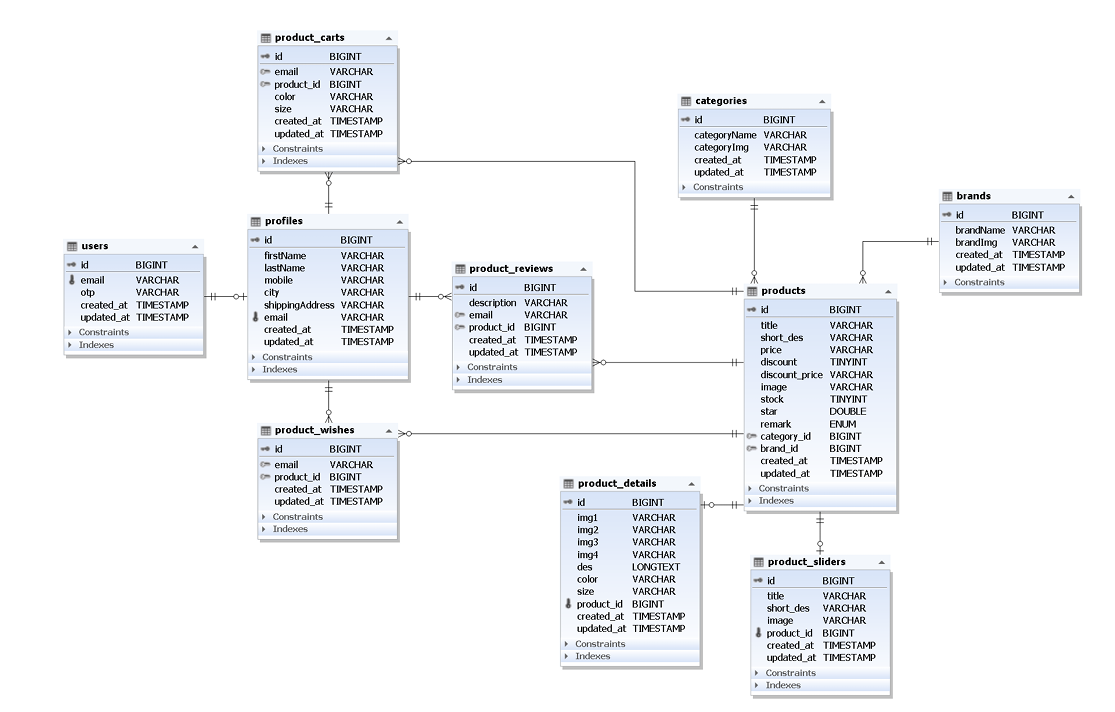 product_carts
id BIGINT
email VARCHAR
product_id BIGINT
color VARCHAR
size VARCHAR
created_at TIMESTAMP
updated_at TIMESTAMP
Constraints
Indexes
categories
id BIGINT
categoryName VARCHAR
categoryImg VARCHAR
created_at TIMESTAMP
updated_at TIMESTAMP
Constraints
brands
id BIGINT
brandName VARCHAR
brandImg VARCHAR
created_at TIMESTAMP
updated_at TIMESTAMP
Constraints
users
id BIGINT
email VARCHAR
otp VARCHAR
created_at TIMESTAMP
updated_at TIMESTAMP
Constraints
Indexes
profiles
id BIGINT
firstName VARCHAR
lastName VARCHAR
mobile VARCHAR
city VARCHAR
shippingAddress VARCHAR
email VARCHAR
created_at TIMESTAMP
updated_at TIMESTAMP
Constraints
Indexes
product_reviews
id BIGINT
description VARCHAR
email VARCHAR
product_id BIGINT
created_at TIMESTAMP
updated_at TIMESTAMP
Constraints
Indexes
products
id BIGINT
title VARCHAR
short_des VARCHAR
price VARCHAR
discount TINYINT
discount_price VARCHAR
image VARCHAR
stock TINYINT
star DOUBLE
remark ENUM
category_id BIGINT
brand_id BIGINT
created_at TIMESTAMP
updated_at TIMESTAMP
Constraints
Indexes
product_wishes
id BIGINT
email VARCHAR
product_id BIGINT
created_at TIMESTAMP
updated_at TIMESTAMP
Constraints
Indexes
product_details
id BIGINT
img1 VARCHAR
img2 VARCHAR
img3 VARCHAR
img4 VARCHAR
des LONGTEXT
color VARCHAR
size VARCHAR
product_id BIGINT
created_at TIMESTAMP
updated_at TIMESTAMP
Constraints
Indexes
product_sliders
id BIGINT
title VARCHAR
short_des VARCHAR
image VARCHAR
product_id BIGINT
created_at TIMESTAMP
updated_at TIMESTAMP
Constraints
Indexes